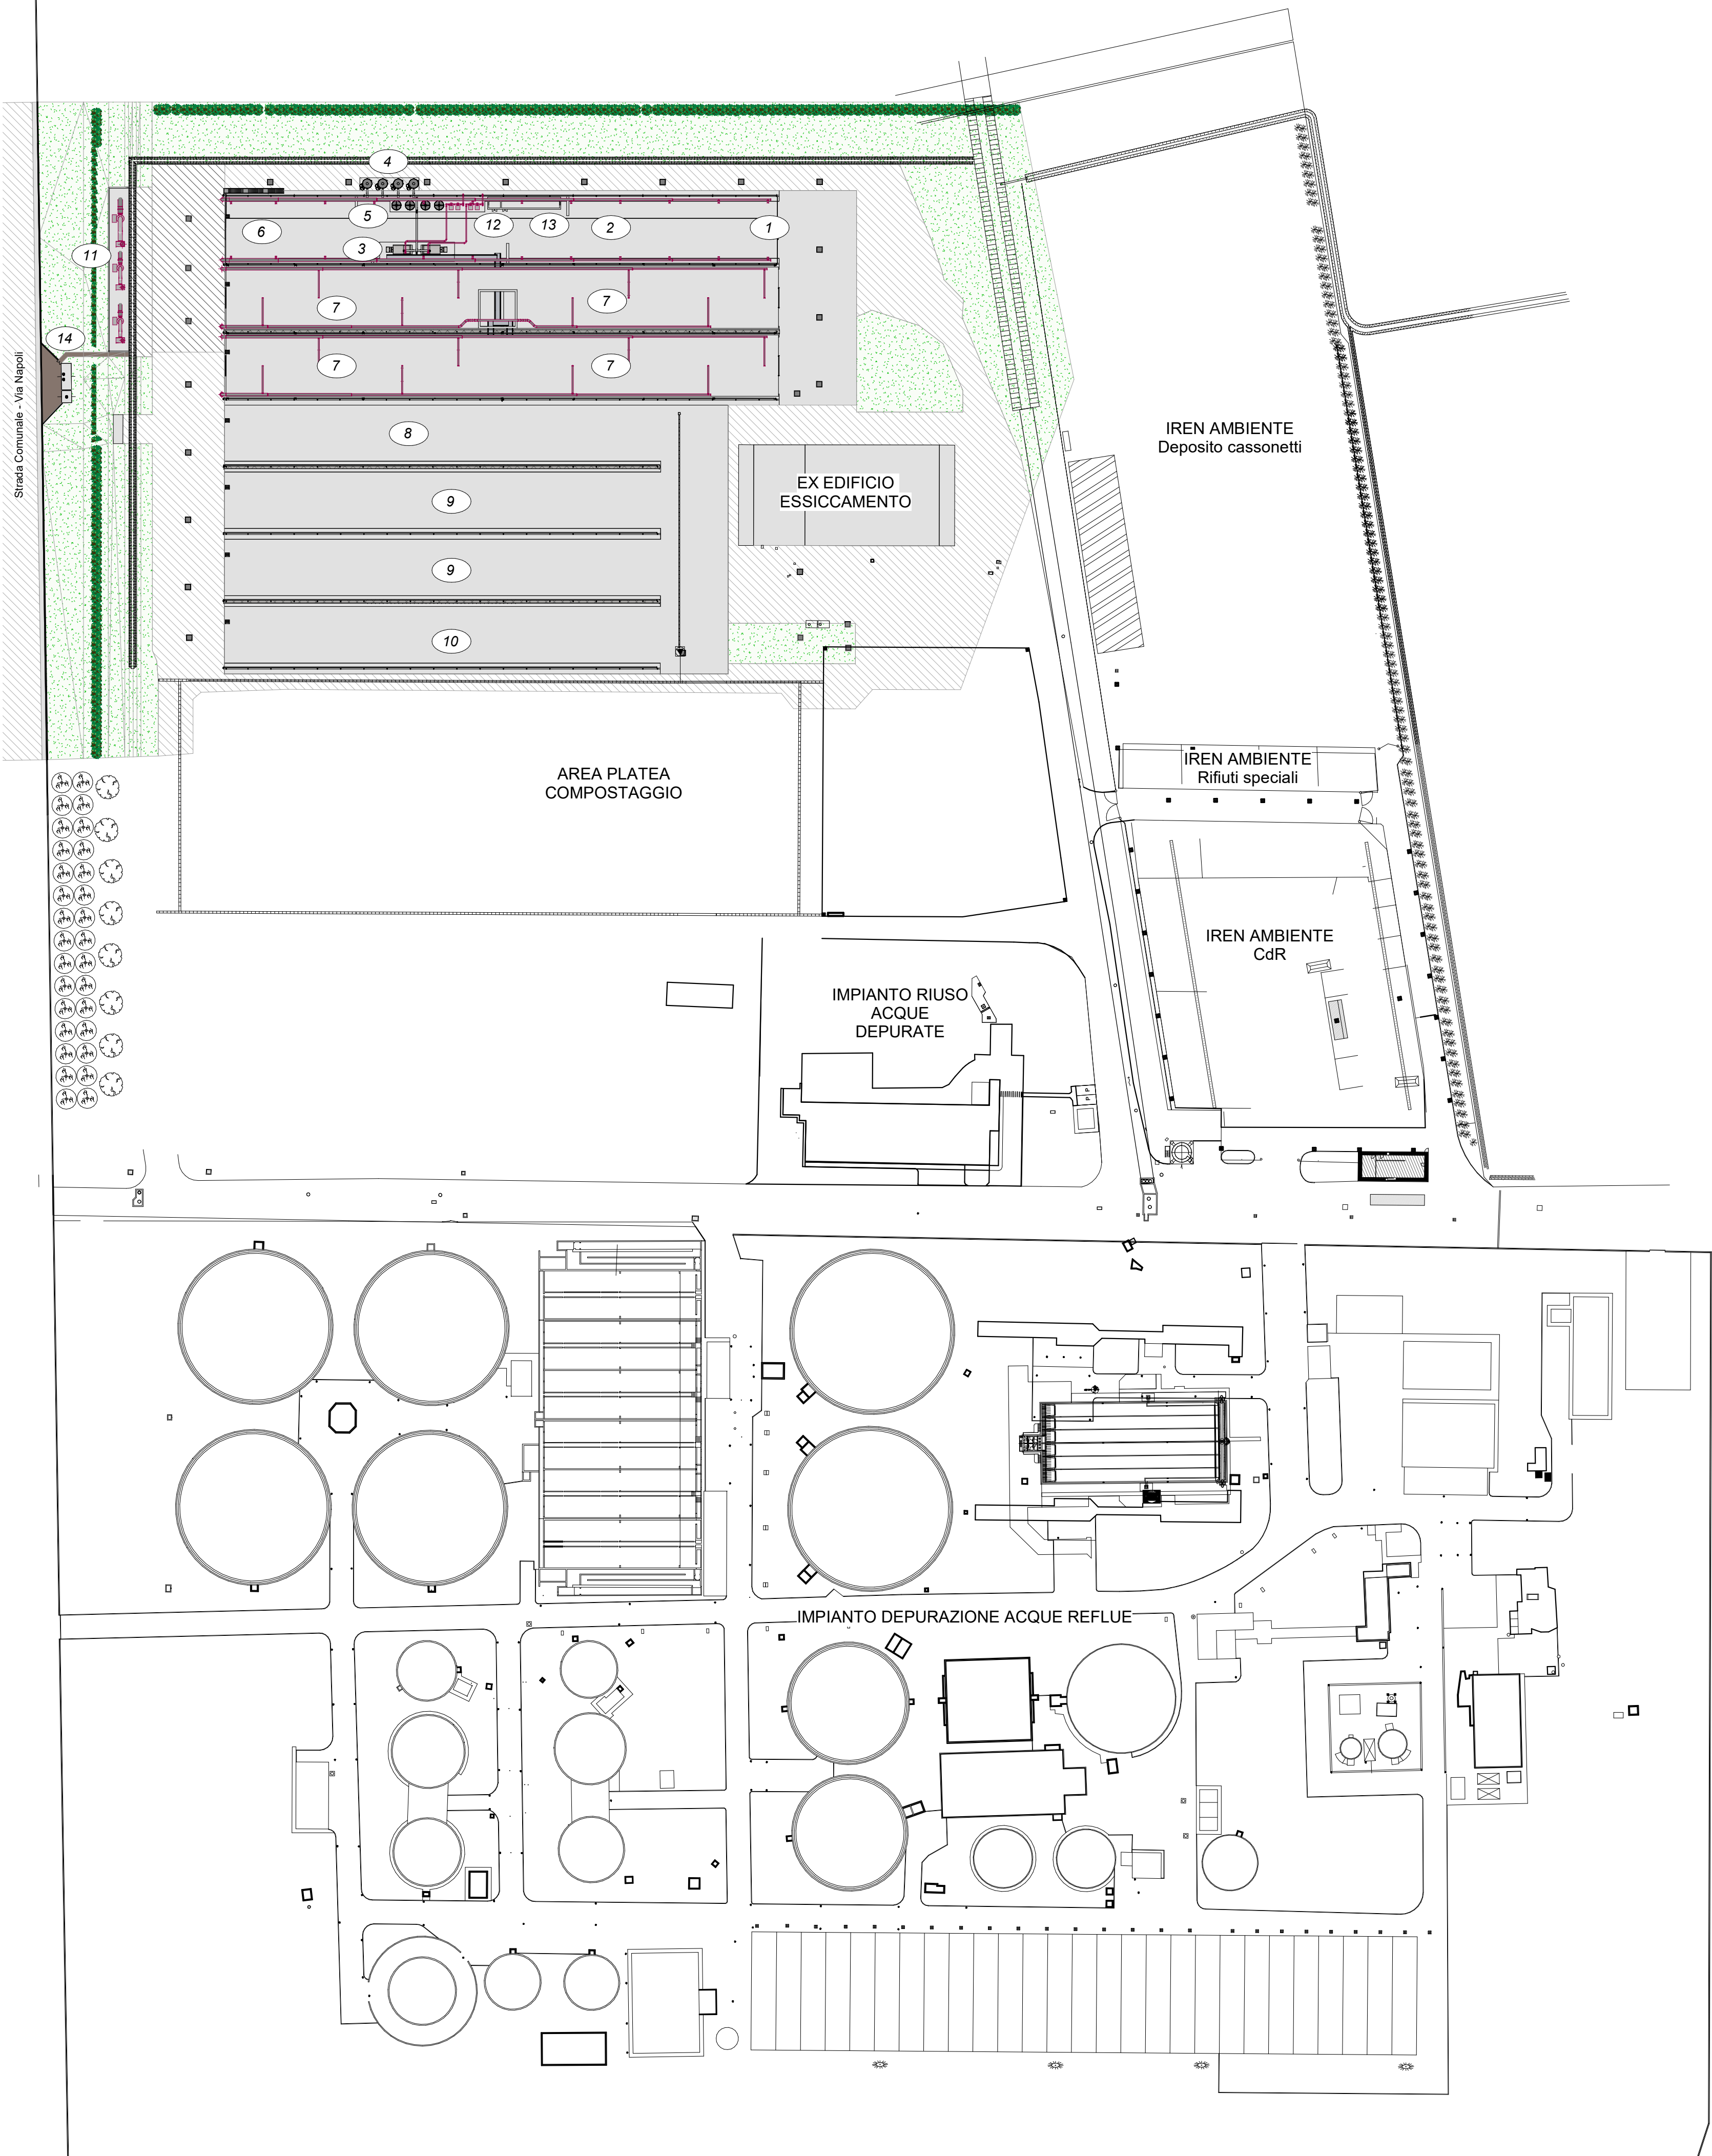 4
5
6
12
13
2
1
3
11
7
7
14
7
7
Strada Comunale - Via Napoli
8
IREN AMBIENTE
Deposito cassonetti
EX EDIFICIO
ESSICCAMENTO
9
9
10
IREN AMBIENTE
Rifiuti speciali
AREA PLATEA
COMPOSTAGGIO
IREN AMBIENTE
CdR
IMPIANTO RIUSO
ACQUE
DEPURATE
P
P
IMPIANTO DEPURAZIONE ACQUE REFLUE